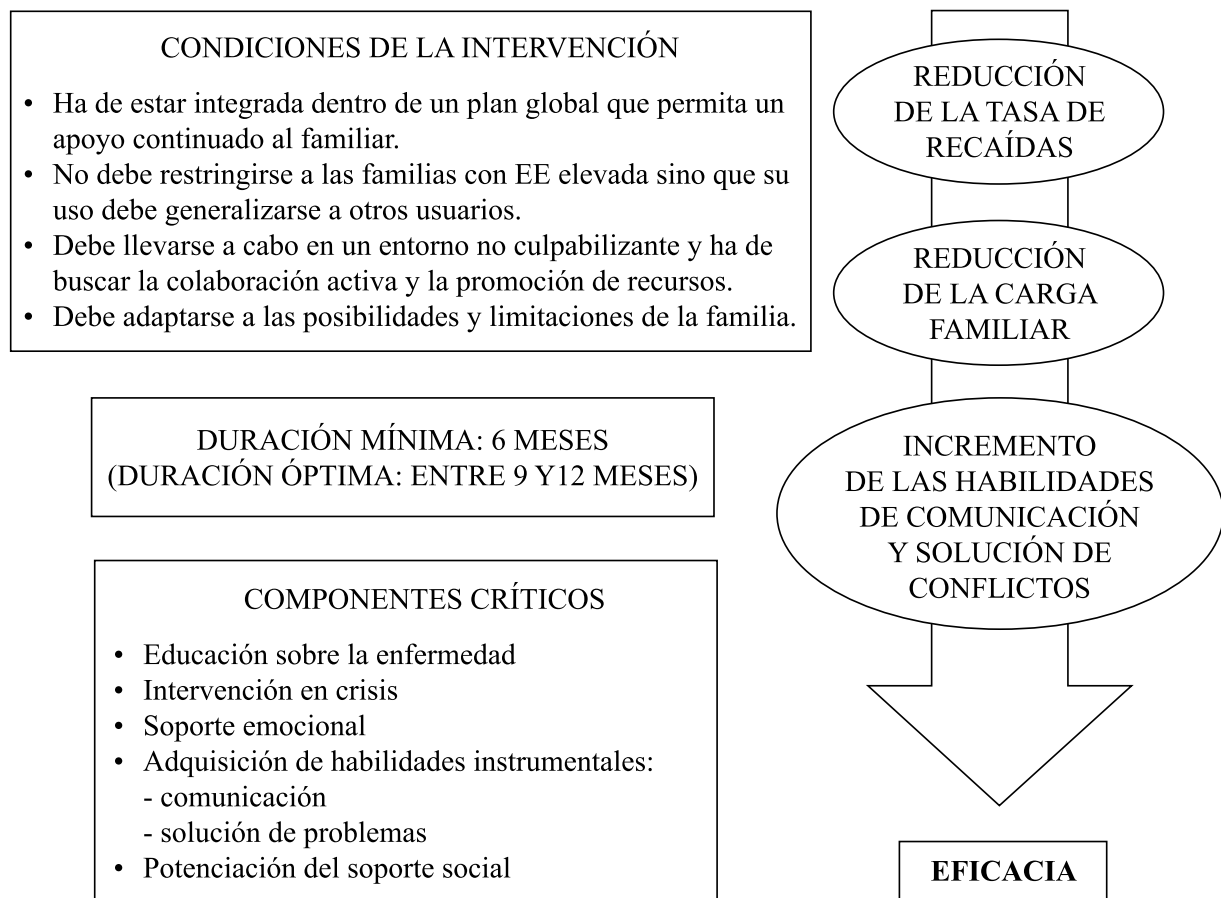 CONDICIONES DE LA INTERVENCIÓN
• Ha de estar integrada dentro de un plan global que permita un
apoyo continuado al familiar.
• No debe restringirse a las familias con EE elevada sino que su
uso debe generalizarse a otros usuarios.
• Debe llevarse a cabo en un entorno no culpabilizante y ha de
buscar la colaboración activa y la promoción de recursos.
• Debe adaptarse a las posibilidades y limitaciones de la familia.
DURACIÓN MÍNIMA: 6 MESES
(DURACIÓN ÓPTIMA: ENTRE 9 Y12 MESES)
COMPONENTES CRÍTICOS
• Educación sobre la enfermedad
• Intervención en crisis
• Soporte emocional
• Adquisición de habilidades instrumentales:
- comunicación
- solución de problemas
• Potenciación del soporte social
REDUCCIÓN
DE LA TASA DE
RECAÍDAS
REDUCCIÓN
DE LA CARGA
FAMILIAR
INCREMENTO
DE LAS HABILIDADES
DE COMUNICACIÓN
Y SOLUCIÓN DE
CONFLICTOS
EFICACIA